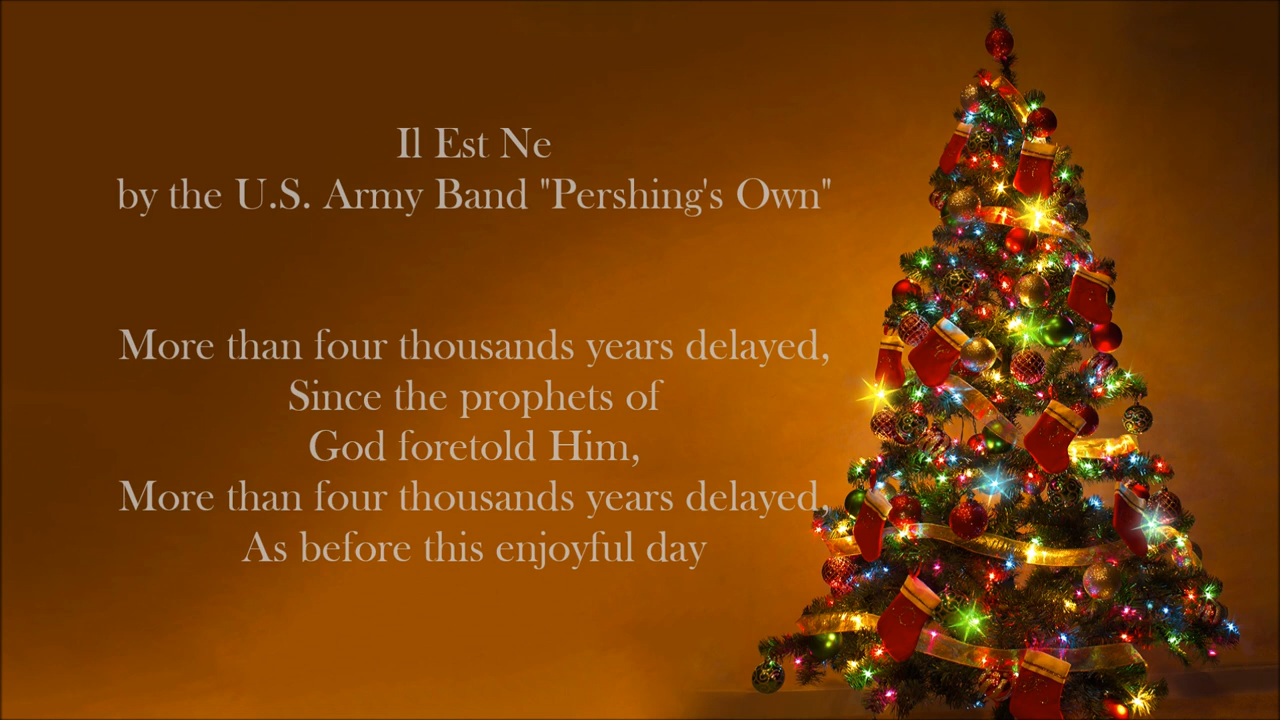 Il Est Ne
by the U.S. Army Band "Pershing's Own"
More than four thousands years delayed,
Since the prophets of
God foretold Him,
More than four thousands years delayed,
As before this enjoyful day